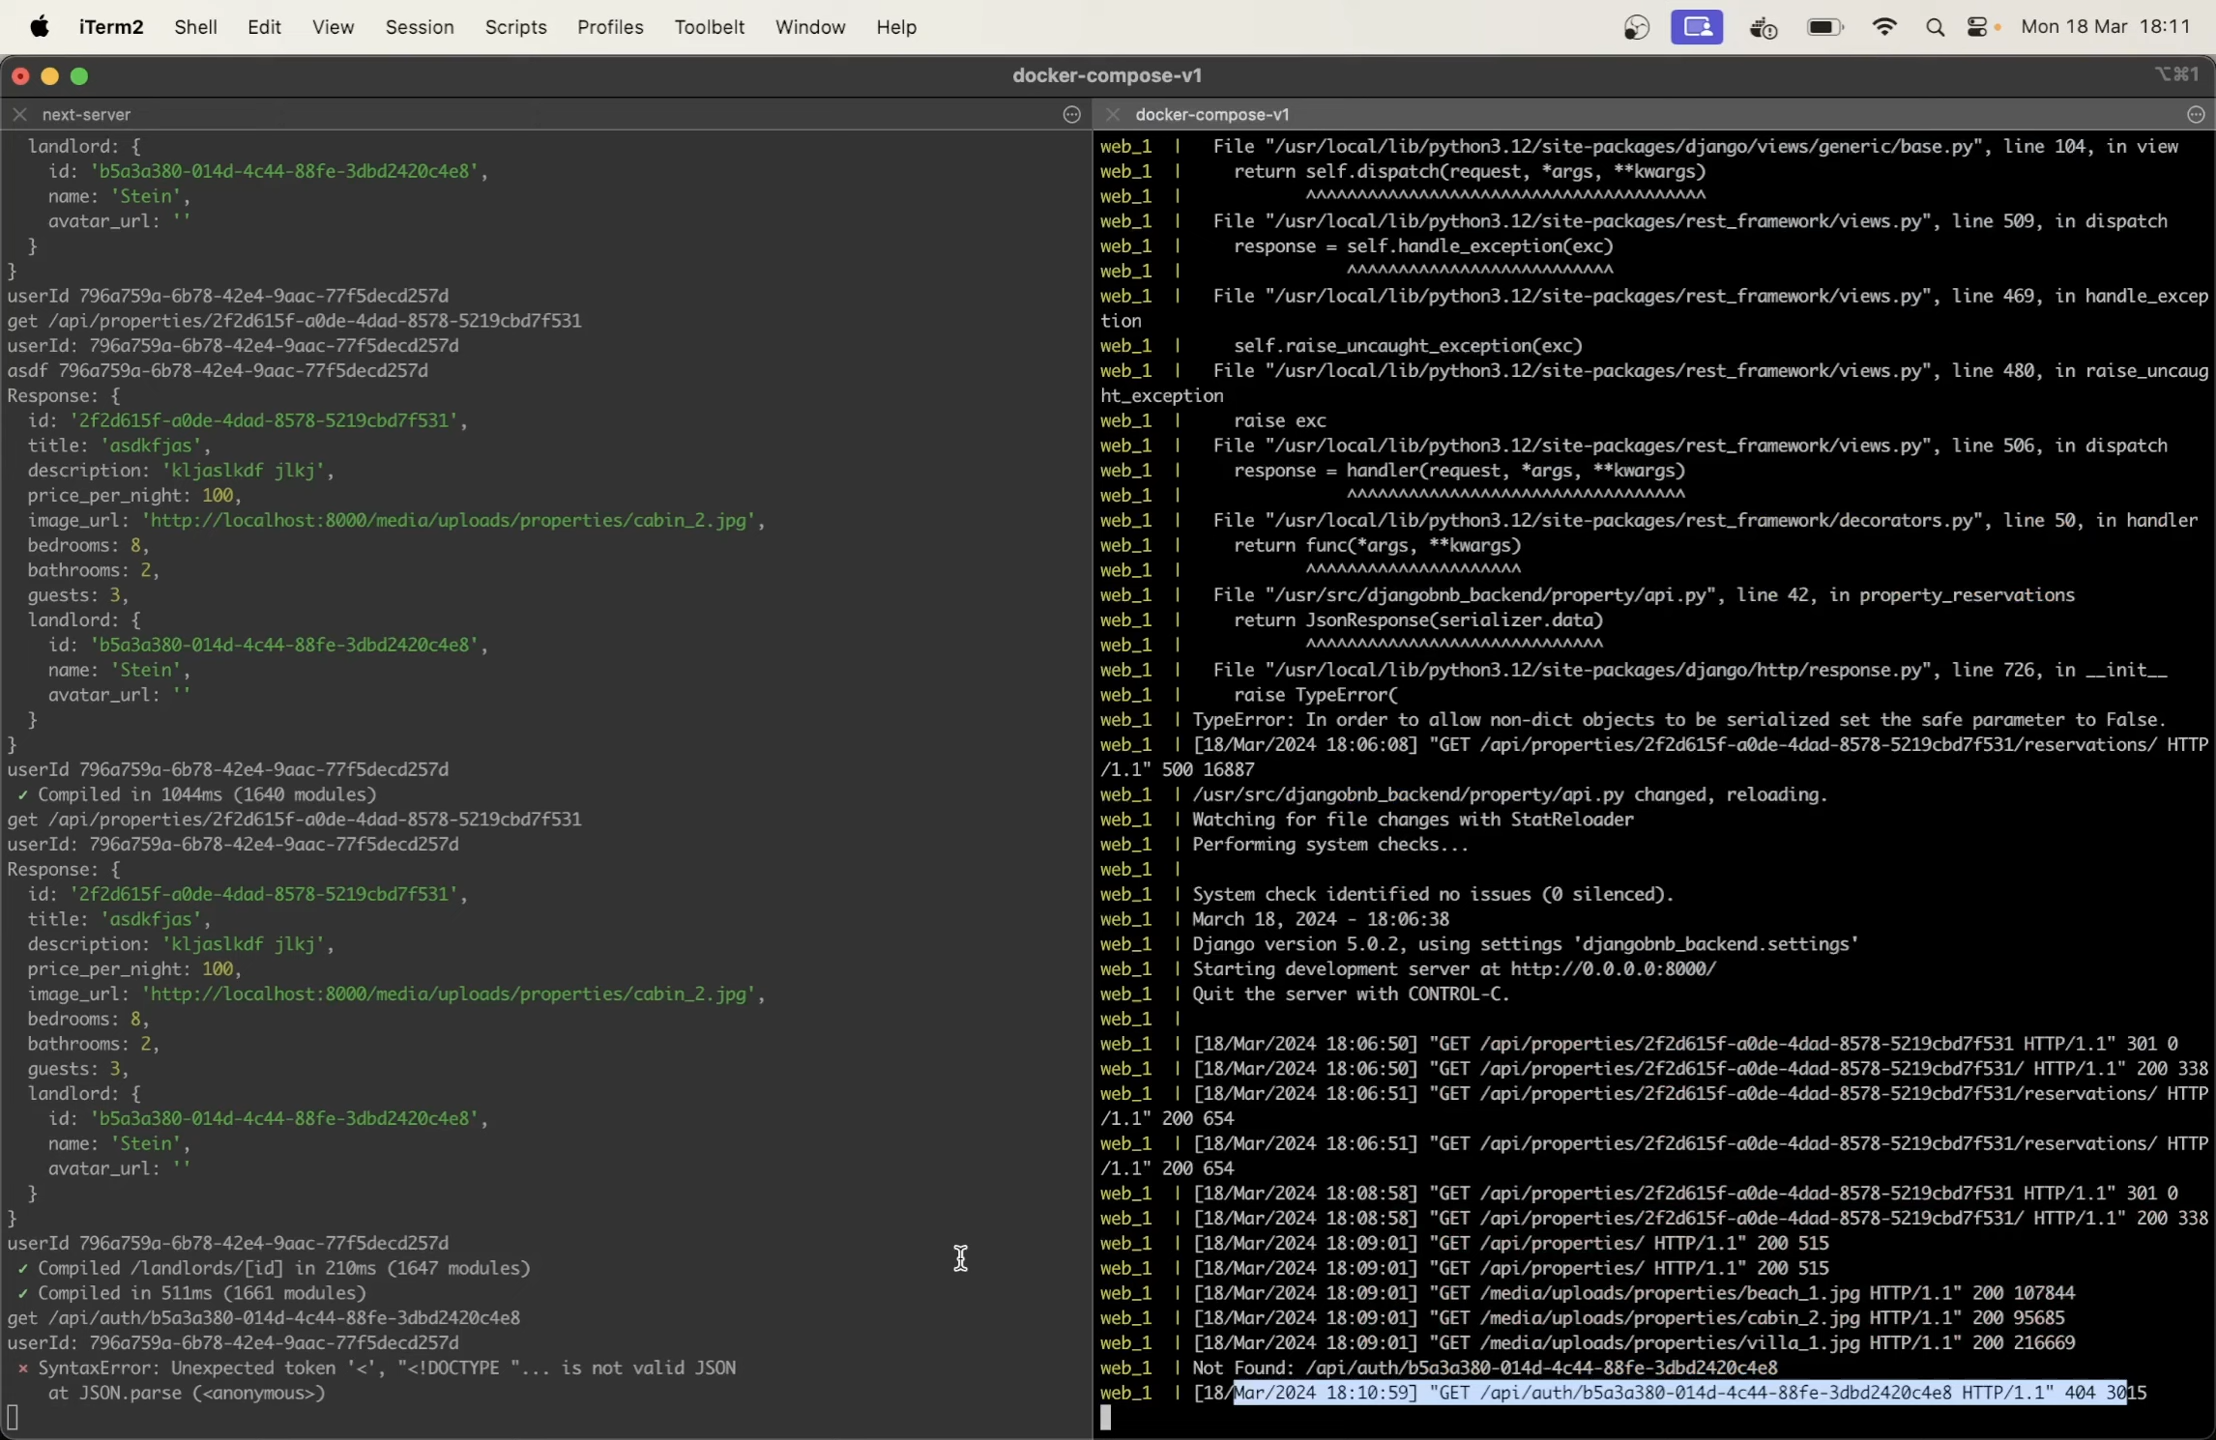 iTerm2 Shell Edit View Session Scripts Profiles Toolbelt Window Help Mon 18 Mar 18:11
docker-compose-v1 ⌥⌘1
next-server
landlord: {
id: 'b5a3a380-014d-4c44-88fe-3dbd2420c4e8',
name: 'Stein',
avatar_url: ''
}
}
userId 796a759a-6b78-42e4-9aac-77f5decd257d
get /api/properties/2f2d615f-a0de-4dad-8578-5219cbd7f531
userId: 796a759a-6b78-42e4-9aac-77f5decd257d
asdf 796a759a-6b78-42e4-9aac-77f5decd257d
Response: {
id: '2f2d615f-a0de-4dad-8578-5219cbd7f531',
title: 'asdkfjas',
description: 'kljaslkdf jlkj',
price_per_night: 100,
image_url: 'http://localhost:8000/media/uploads/properties/cabin_2.jpg',
bedrooms: 8,
bathrooms: 2,
guests: 3,
landlord: {
id: 'b5a3a380-014d-4c44-88fe-3dbd2420c4e8',
name: 'Stein',
avatar_url: ''
}
}
userId 796a759a-6b78-42e4-9aac-77f5decd257d
✓ Compiled in 1044ms (1640 modules)
get /api/properties/2f2d615f-a0de-4dad-8578-5219cbd7f531
userId: 796a759a-6b78-42e4-9aac-77f5decd257d
Response: {
id: '2f2d615f-a0de-4dad-8578-5219cbd7f531',
title: 'asdkfjas',
description: 'kljaslkdf jlkj',
price_per_night: 100,
image_url: 'http://localhost:8000/media/uploads/properties/cabin_2.jpg',
bedrooms: 8,
bathrooms: 2,
guests: 3,
landlord: {
id: 'b5a3a380-014d-4c44-88fe-3dbd2420c4e8',
name: 'Stein',
avatar_url: ''
}
}
userId 796a759a-6b78-42e4-9aac-77f5decd257d
✓ Compiled /landlords/[id] in 210ms (1647 modules)
✓ Compiled in 511ms (1661 modules)
get /api/auth/b5a3a380-014d-4c44-88fe-3dbd2420c4e8
userId: 796a759a-6b78-42e4-9aac-77f5decd257d
× SyntaxError: Unexpected token '<', "<!DOCTYPE "... is not valid JSON
at JSON.parse (<anonymous>)
docker-compose-v1
web_1 | File "/usr/local/lib/python3.12/site-packages/django/views/generic/base.py", line 104, in view
web_1 | return self.dispatch(request, *args, **kwargs)
web_1 | ^^^^^^^^^^^^^^^^^^^^^^^^^^^^^^^^^^^^^^^
web_1 | File "/usr/local/lib/python3.12/site-packages/rest_framework/views.py", line 509, in dispatch
web_1 | response = self.handle_exception(exc)
web_1 | ^^^^^^^^^^^^^^^^^^^^^^^^^^
web_1 | File "/usr/local/lib/python3.12/site-packages/rest_framework/views.py", line 469, in handle_excep
tion
web_1 | self.raise_uncaught_exception(exc)
web_1 | File "/usr/local/lib/python3.12/site-packages/rest_framework/views.py", line 480, in raise_uncaug
ht_exception
web_1 | raise exc
web_1 | File "/usr/local/lib/python3.12/site-packages/rest_framework/views.py", line 506, in dispatch
web_1 | response = handler(request, *args, **kwargs)
web_1 | ^^^^^^^^^^^^^^^^^^^^^^^^^^^^^^^^^
web_1 | File "/usr/local/lib/python3.12/site-packages/rest_framework/decorators.py", line 50, in handler
web_1 | return func(*args, **kwargs)
web_1 | ^^^^^^^^^^^^^^^^^^^^^
web_1 | File "/usr/src/djangobnb_backend/property/api.py", line 42, in property_reservations
web_1 | return JsonResponse(serializer.data)
web_1 | ^^^^^^^^^^^^^^^^^^^^^^^^^^^^^
web_1 | File "/usr/local/lib/python3.12/site-packages/django/http/response.py", line 726, in __init__
web_1 | raise TypeError(
web_1 | TypeError: In order to allow non-dict objects to be serialized set the safe parameter to False.
web_1 | [18/Mar/2024 18:06:08] "GET /api/properties/2f2d615f-a0de-4dad-8578-5219cbd7f531/reservations/ HTTP
/1.1" 500 16887
web_1 | /usr/src/djangobnb_backend/property/api.py changed, reloading.
web_1 | Watching for file changes with StatReloader
web_1 | Performing system checks...
web_1 |
web_1 | System check identified no issues (0 silenced).
web_1 | March 18, 2024 - 18:06:38
web_1 | Django version 5.0.2, using settings 'djangobnb_backend.settings'
web_1 | Starting development server at http://0.0.0.0:8000/
web_1 | Quit the server with CONTROL-C.
web_1 |
web_1 | [18/Mar/2024 18:06:50] "GET /api/properties/2f2d615f-a0de-4dad-8578-5219cbd7f531 HTTP/1.1" 301 0
web_1 | [18/Mar/2024 18:06:50] "GET /api/properties/2f2d615f-a0de-4dad-8578-5219cbd7f531/ HTTP/1.1" 200 338
web_1 | [18/Mar/2024 18:06:51] "GET /api/properties/2f2d615f-a0de-4dad-8578-5219cbd7f531/reservations/ HTTP
/1.1" 200 654
web_1 | [18/Mar/2024 18:06:51] "GET /api/properties/2f2d615f-a0de-4dad-8578-5219cbd7f531/reservations/ HTTP
/1.1" 200 654
web_1 | [18/Mar/2024 18:08:58] "GET /api/properties/2f2d615f-a0de-4dad-8578-5219cbd7f531 HTTP/1.1" 301 0
web_1 | [18/Mar/2024 18:08:58] "GET /api/properties/2f2d615f-a0de-4dad-8578-5219cbd7f531/ HTTP/1.1" 200 338
web_1 | [18/Mar/2024 18:09:01] "GET /api/properties/ HTTP/1.1" 200 515
web_1 | [18/Mar/2024 18:09:01] "GET /api/properties/ HTTP/1.1" 200 515
web_1 | [18/Mar/2024 18:09:01] "GET /media/uploads/properties/beach_1.jpg HTTP/1.1" 200 107844
web_1 | [18/Mar/2024 18:09:01] "GET /media/uploads/properties/cabin_2.jpg HTTP/1.1" 200 95685
web_1 | [18/Mar/2024 18:09:01] "GET /media/uploads/properties/villa_1.jpg HTTP/1.1" 200 216669
web_1 | Not Found: /api/auth/b5a3a380-014d-4c44-88fe-3dbd2420c4e8
web_1 | [18/Mar/2024 18:10:59] "GET /api/auth/b5a3a380-014d-4c44-88fe-3dbd2420c4e8 HTTP/1.1" 404 3015